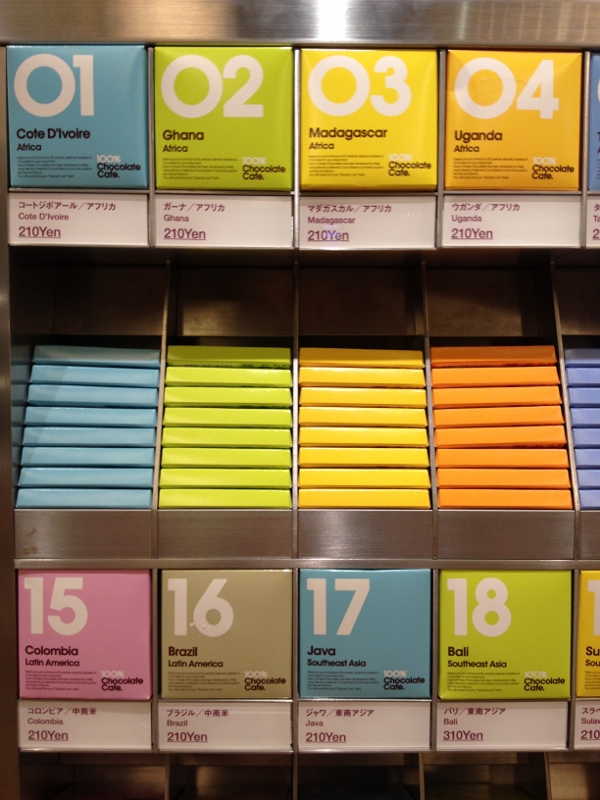 01
Cote D'Ivoire
Africa
100%
Chocolate
Cafe.
02
Ghana
Africa
100%
Chocolate
Cafe.
03
Madagascar
Africa
100%
Chocolate
Cafe.
04
Uganda
Africa
100%
Chocolate
Cafe.
コートジボアール／アフリカ
Cote D'Ivoire
210Yen
ガーナ／アフリカ
Ghana
210Yen
マダガスカル／アフリカ
Madagascar
210Yen
ウガンダ／アフリカ
Uganda
210Yen
15
Colombia
Latin America
100%
Chocolate
Cafe.
16
Brazil
Latin America
100%
Chocolate
Cafe.
17
Java
Southeast Asia
100%
Chocolate
Cafe.
18
Bali
Southeast Asia
100%
Chocolate
Cafe.
コロンビア／中南米
Colombia
210Yen
ブラジル／中南米
Brazil
210Yen
ジャワ／東南アジア
Java
210Yen
バリ／東南アジア
Bali
310Yen